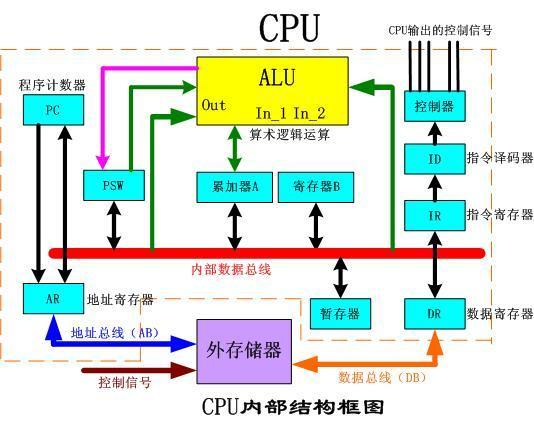 CPU
CPU输出的控制信号
程序计数器
PC
ALU
Out
In_1 In_2
算术逻辑运算
控制器
ID
指令译码器
PSW
累加器A
寄存器B
IR
指令寄存器
内部数据总线
AR
地址寄存器
暂存器
DR
数据寄存器
地址总线（AB）
外存储器
控制信号
数据总线（DB）
CPU内部结构框图